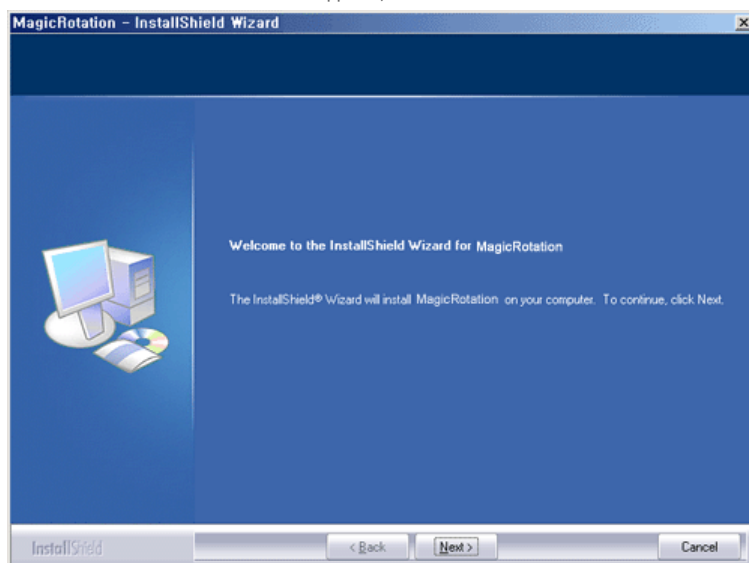 MagicRotation - InstallShield Wizard
Welcome to the InstallShield Wizard for MagicRotation
The InstallShield® Wizard will install MagicRotation on your computer. To continue, click Next.
InstallShield
< Back
Next >
Cancel